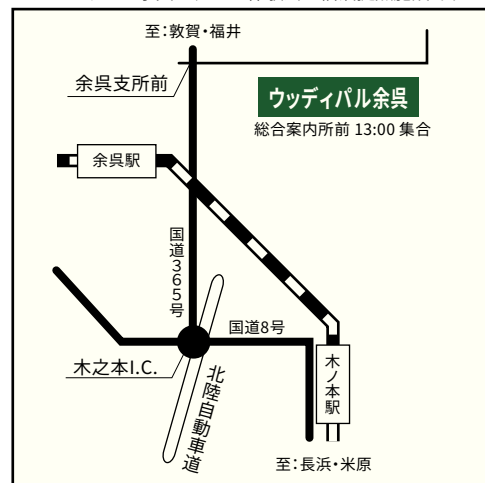 至：敦賀・福井
余呉支所前
ウッディパル余呉
総合案内所前 13:00 集合
余呉駅
国道365号
国道8号
木之本I.C.
北陸自動車道
木ノ本駅
至：長浜・米原